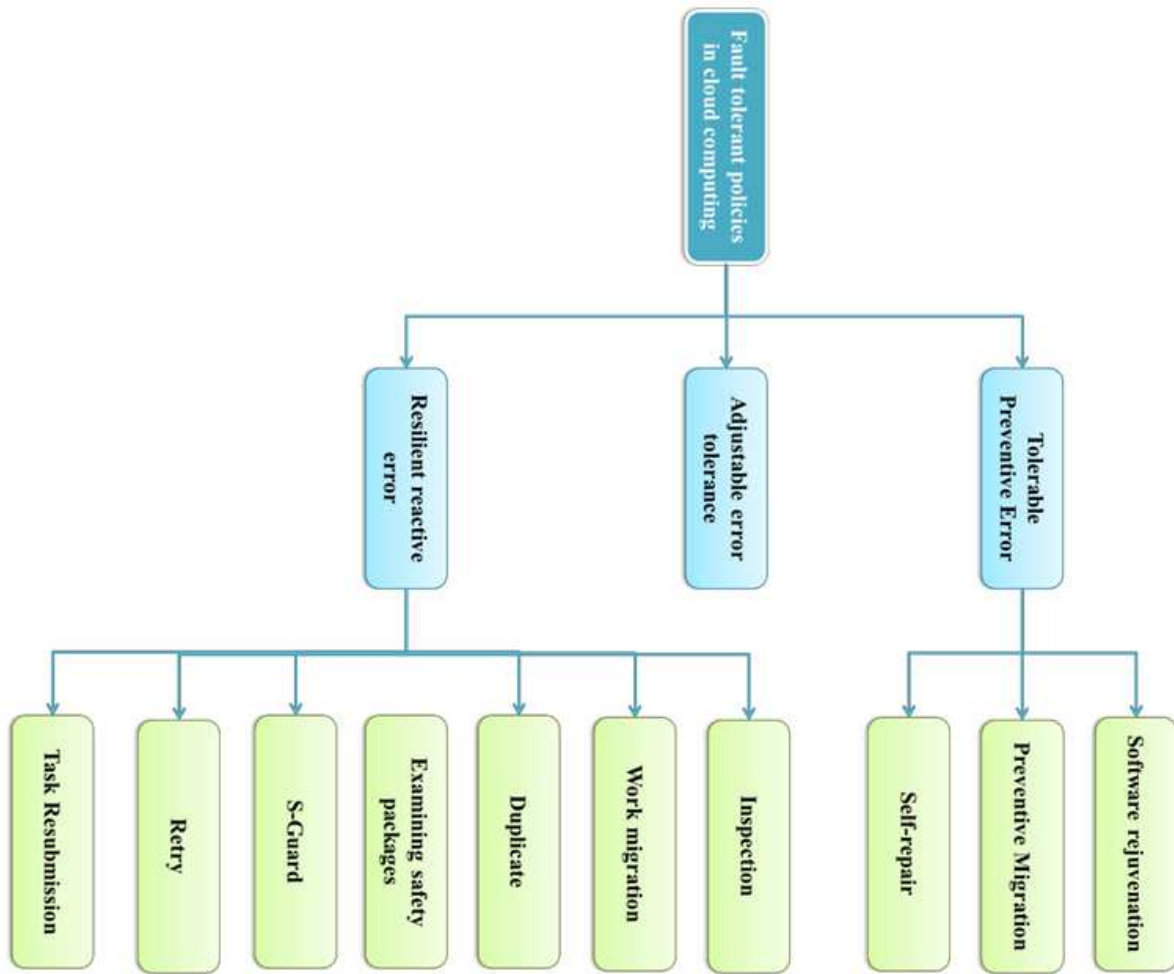 Fault tolerant policies
in cloud computing
Tolerable
Preventive Error
Adjustable error
tolerance
Resilient reactive
error
Software rejuvenation
Preventive Migration
Self-repair
Inspection
Work migration
Duplicate
Examining safety
packages
S-Guard
Retry
Task Resubmission